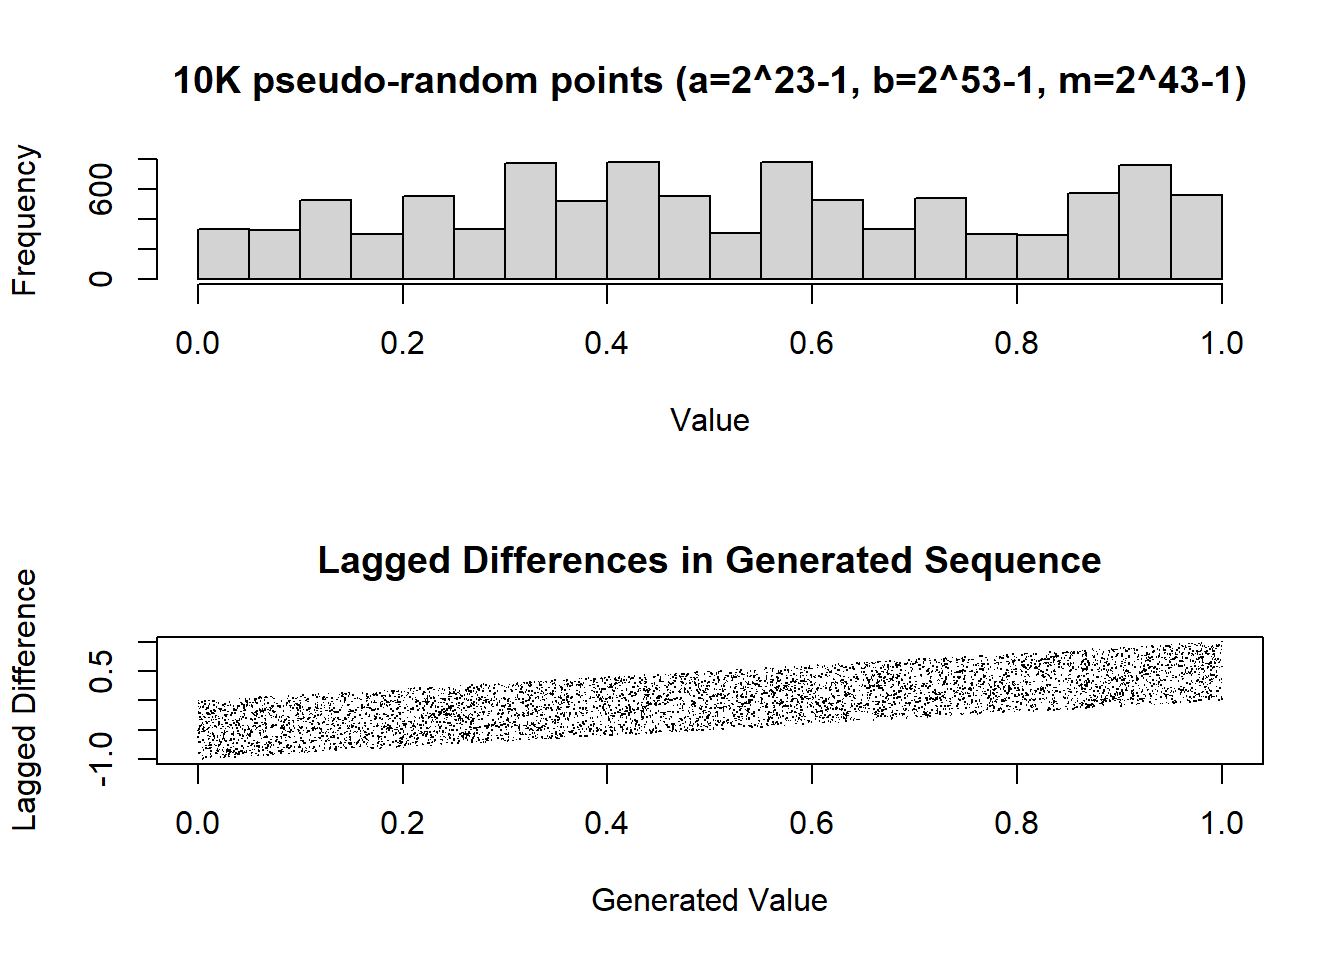 10K pseudo-random points (a=2^23-1, b=2^53-1, m=2^43-1)
Frequency
600
0
0.0 0.2 0.4 0.6 0.8 1.0
Value
Lagged Differences in Generated Sequence
Lagged Difference
0.5
-1.0
0.0 0.2 0.4 0.6 0.8 1.0
Generated Value